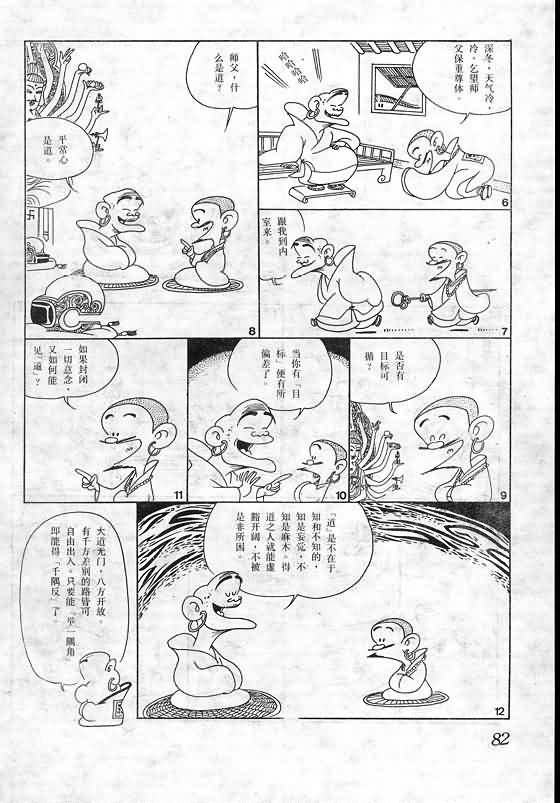 深冬，天气冷，
冷，乞望师
父保重尊体。
哈哈哈哈
6
跟我到内
室来。
7
师父，什
么是道？
平常心
是道。
8
是否有
目标可
循？
9
当你有「目
标」便有所
偏差了。
10
如果封闭
一切意念，
又如何能
见「道」？
11
「道」是不在于
知和不知的，
知是妄觉，不
知是麻木。得
道之人就能虚
豁开阔，不被
是非所困。
12
大道无门，八方开放。
有千方差别的路皆可
自由出入。只要能「举一隅角
即能得「千隅反」了。
82